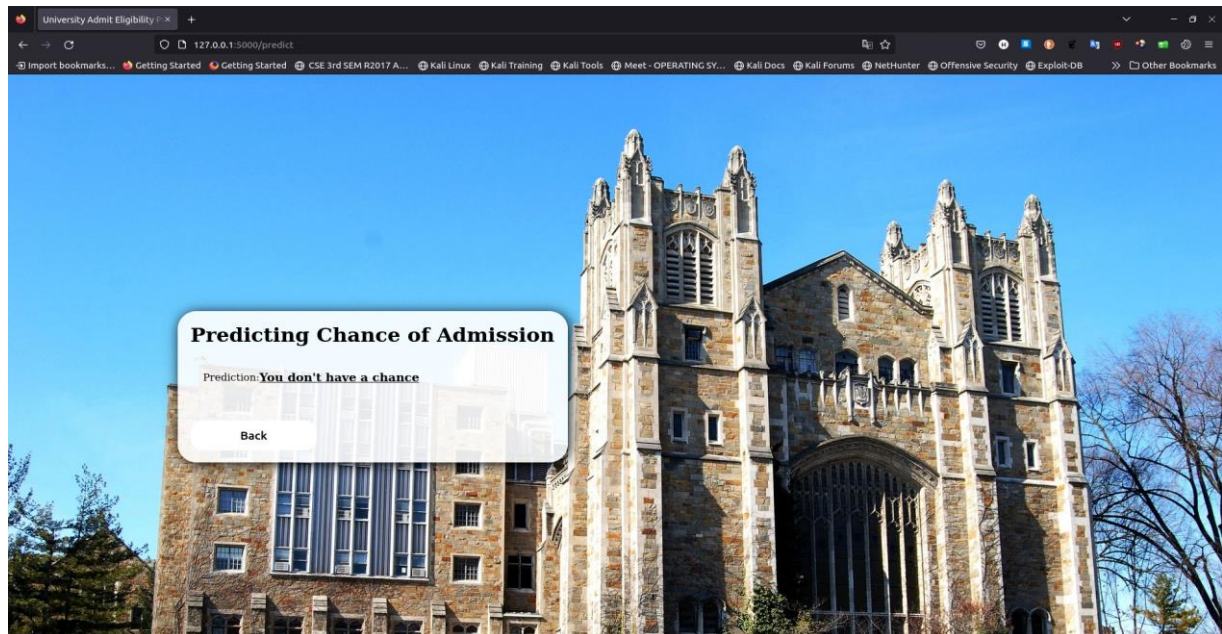 University Admit Eligibility P
127.0.0.1:5000/predict
Import bookmarks... Getting Started Getting Started CSE 3rd SEM R2017 A... Kali Linux Kali Training Kali Tools Meet - OPERATING SY... Kali Docs Kali Forums NetHunter Offensive Security Exploit-DB Other Bookmarks
Predicting Chance of Admission
Prediction:You don't have a chance
Back